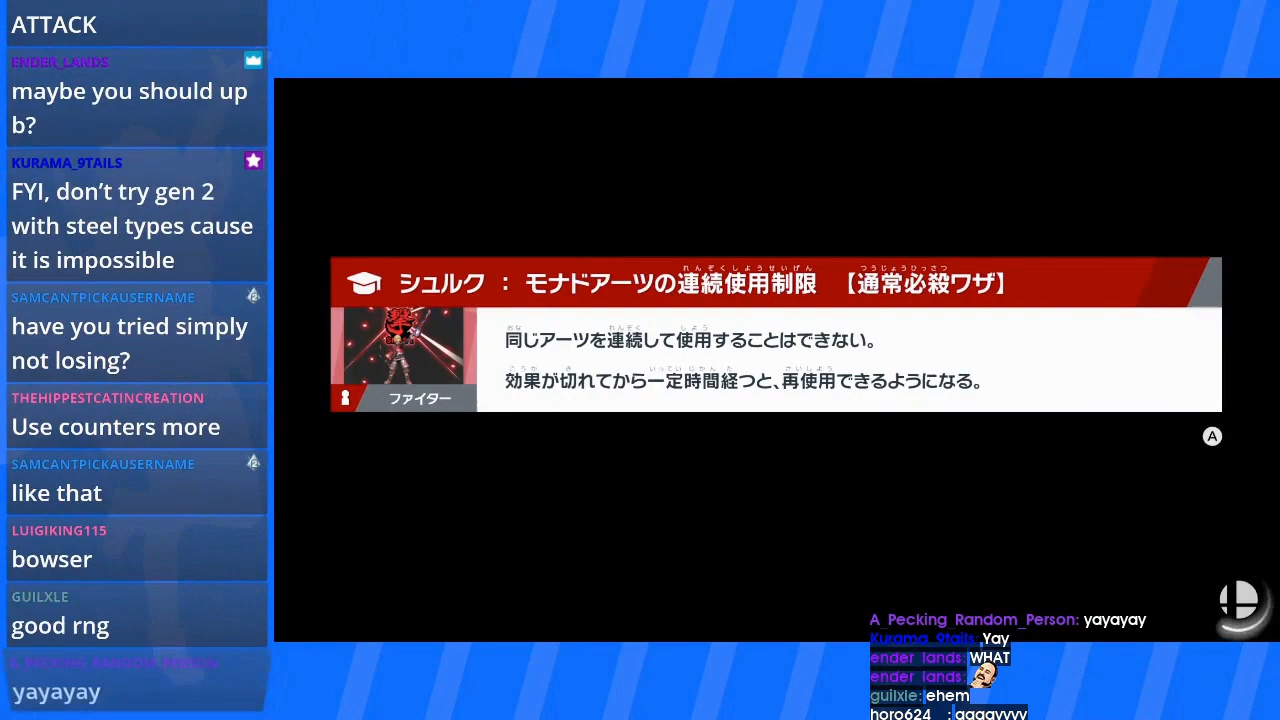 ATTACK
ENDER_LANDS
maybe you should up
b?
KURAMA_9TAILS
FYI, don’t try gen 2
with steel types cause
it is impossible
SAMCANTPICKAUSERNAME
have you tried simply
not losing?
THEHIPPESTCATINCREATION
Use counters more
SAMCANTPICKAUSERNAME
like that
LUIGIKING115
bowser
GUILXLE
good rng
A_PECKING_RANDOM_PERSON
yayayay
シュルク : モナドアーツの連続使用制限 【通常必殺ワザ】
同じアーツを連続して使用することはできない。
効果が切れてから一定時間経つと、再使用できるようになる。
ファイター
A
A_Pecking_Random_Person: yayayay
Kurama_9tails: Yay
ender_lands: WHAT
ender_lands:
guilxle: ehem
horo624__: gggayyyy